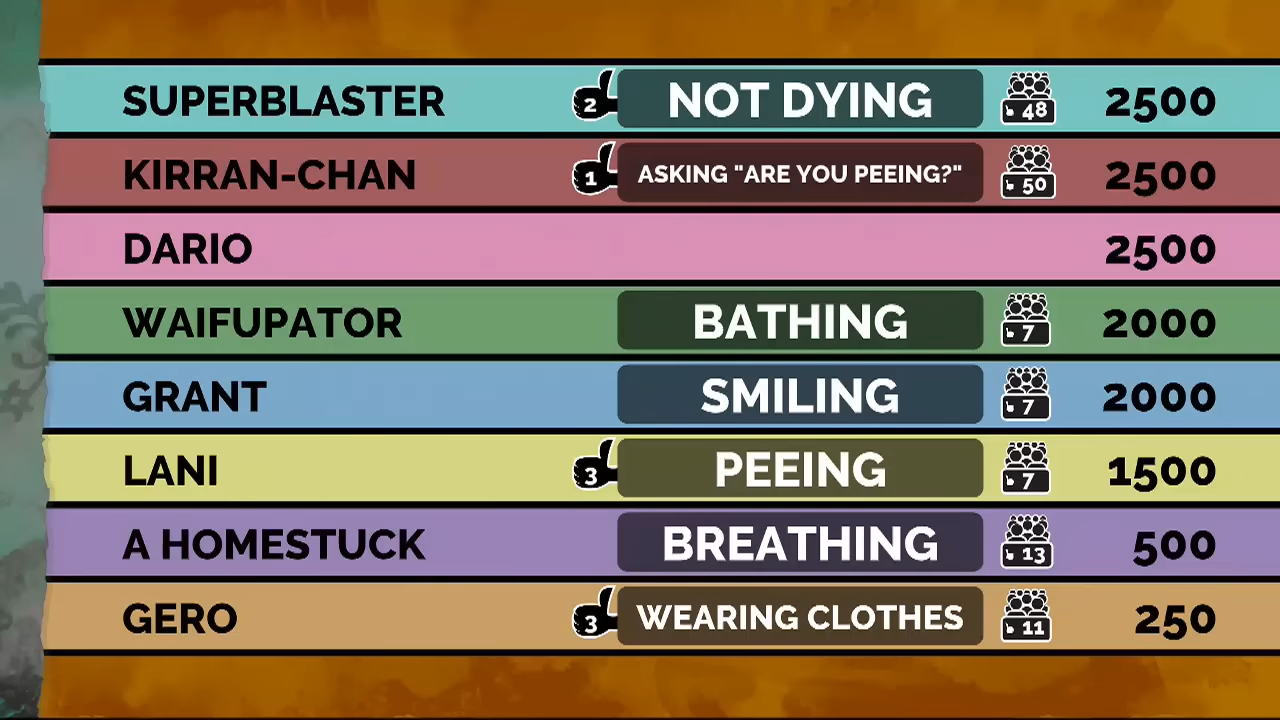 SUPERBLASTER 2 NOT DYING 48 2500
KIRRAN-CHAN 1 ASKING "ARE YOU PEEING?" 50 2500
DARIO 2500
WAIFUPATOR BATHING 7 2000
GRANT SMILING 7 2000
LANI 3 PEEING 7 1500
A HOMESTUCK BREATHING 13 500
GERO 3 WEARING CLOTHES 11 250